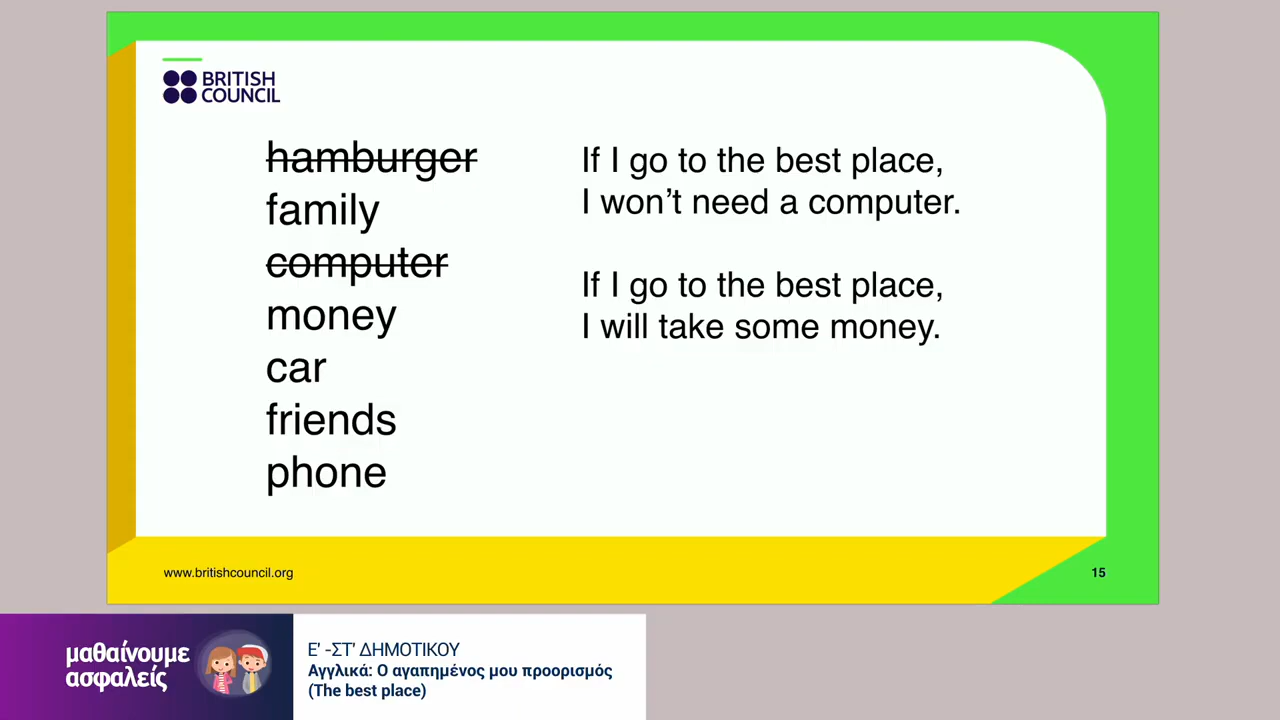 BRITISH
COUNCIL
hamburger
family
computer
money
car
friends
phone
If I go to the best place,
I won’t need a computer.
If I go to the best place,
I will take some money.
www.britishcouncil.org
15
μαθαίνουμε
ασφαλείς
Ε' -ΣΤ' ΔΗΜΟΤΙΚΟΥ
Αγγλικά: Ο αγαπημένος μου προορισμός
(The best place)